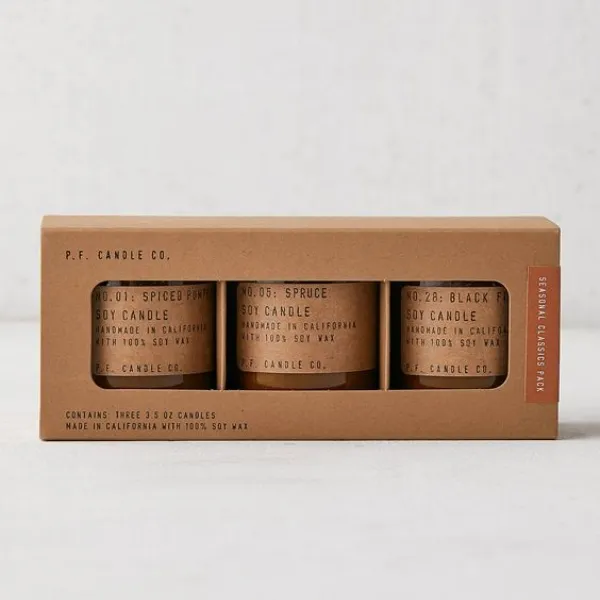 P.F. CANDLE CO.
NO.01: SPICED PUMP
SOY CANDLE
HANDMADE IN CALIFORNIA
WITH 100% SOY WAX
P.F. CANDLE CO.
NO.05: SPRUCE
SOY CANDLE
HANDMADE IN CALIFORNIA
WITH 100% SOY WAX
P.F. CANDLE CO.
NO.28: BLACK FI
SOY CANDLE
HANDMADE IN CALIFORNIA
WITH 100% SOY WAX
P.F. CANDLE CO.
SEASONAL CLASSICS PACK
CONTAINS: THREE 3.5 OZ CANDLES
MADE IN CALIFORNIA WITH 100% SOY WAX